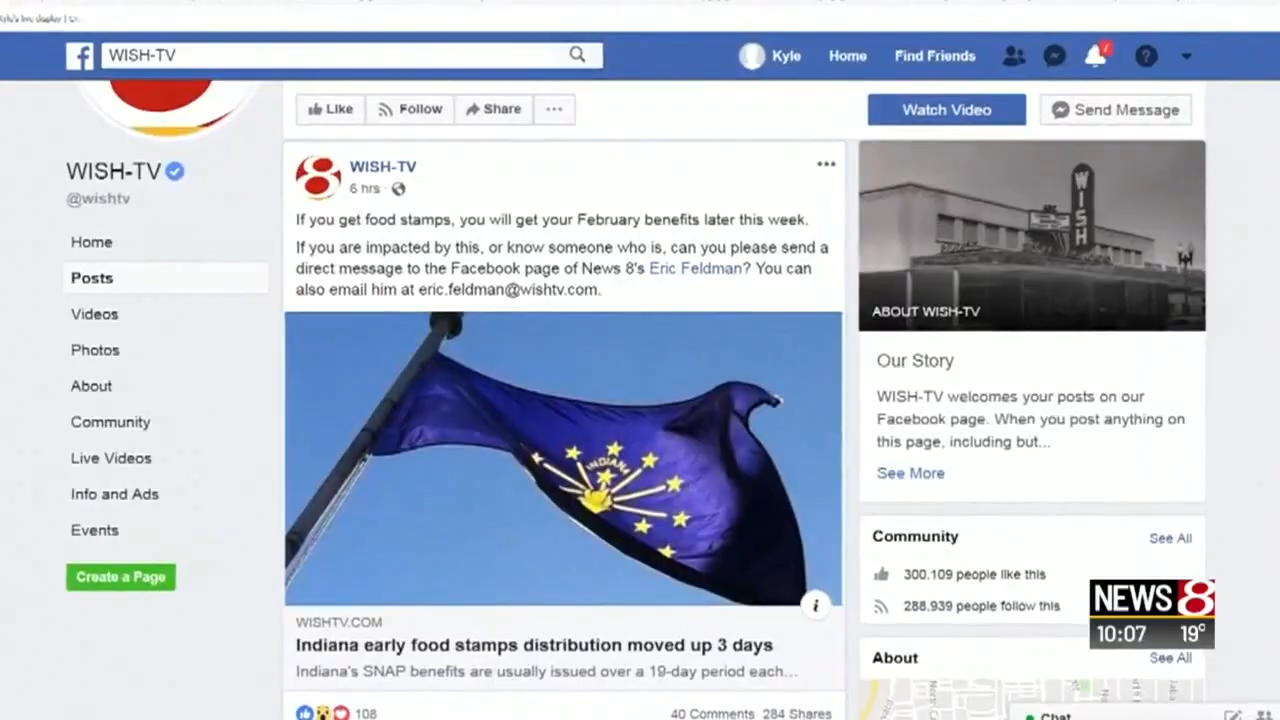 WISH-TV
Kyle
Home
Find Friends
Like
Follow
Share
Watch Video
Send Message
WISH-TV
@wishtv
Home
Posts
Videos
Photos
About
Community
Live Videos
Info and Ads
Events
Create a Page
WISH-TV
6 hrs
If you get food stamps, you will get your February benefits later this week.
If you are impacted by this, or know someone who is, can you please send a
direct message to the Facebook page of News 8's Eric Feldman? You can
also email him at eric.feldman@wishtv.com.
INDIANA
WISHTV.COM
Indiana early food stamps distribution moved up 3 days
Indiana's SNAP benefits are usually issued over a 19-day period each...
108
40 Comments 284 Shares
WISH
ABOUT WISH-TV
Our Story
WISH-TV welcomes your posts on our
Facebook page. When you post anything on
this page, including but...
See More
Community
See All
300,109 people like this
288,939 people follow this
About
See All
Chat
NEWS 8
10:07 19°